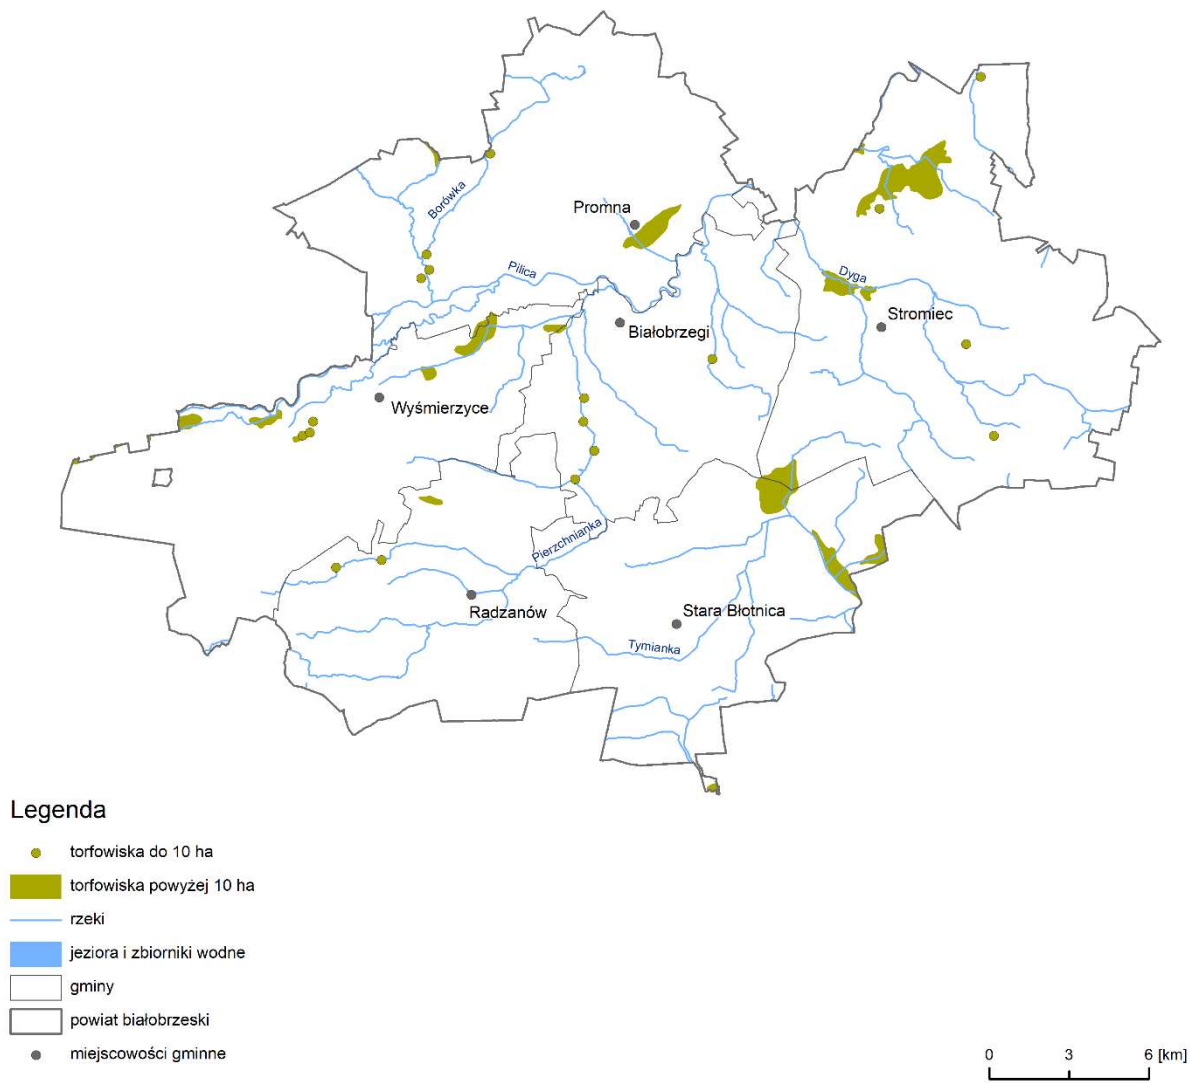 Borówka
Promna
Pilica
Dyga
Stromiec
Białobrzegi
Wyśmierzyce
Pierzchnianka
Radzanów
Stara Błotnica
Tymianka
Legenda
torfowiska do 10 ha
torfowiska powyżej 10 ha
rzeki
jeziora i zbiorniki wodne
gminy
powiat białobrzeski
miejscowości gminne
0 3 6 [km]